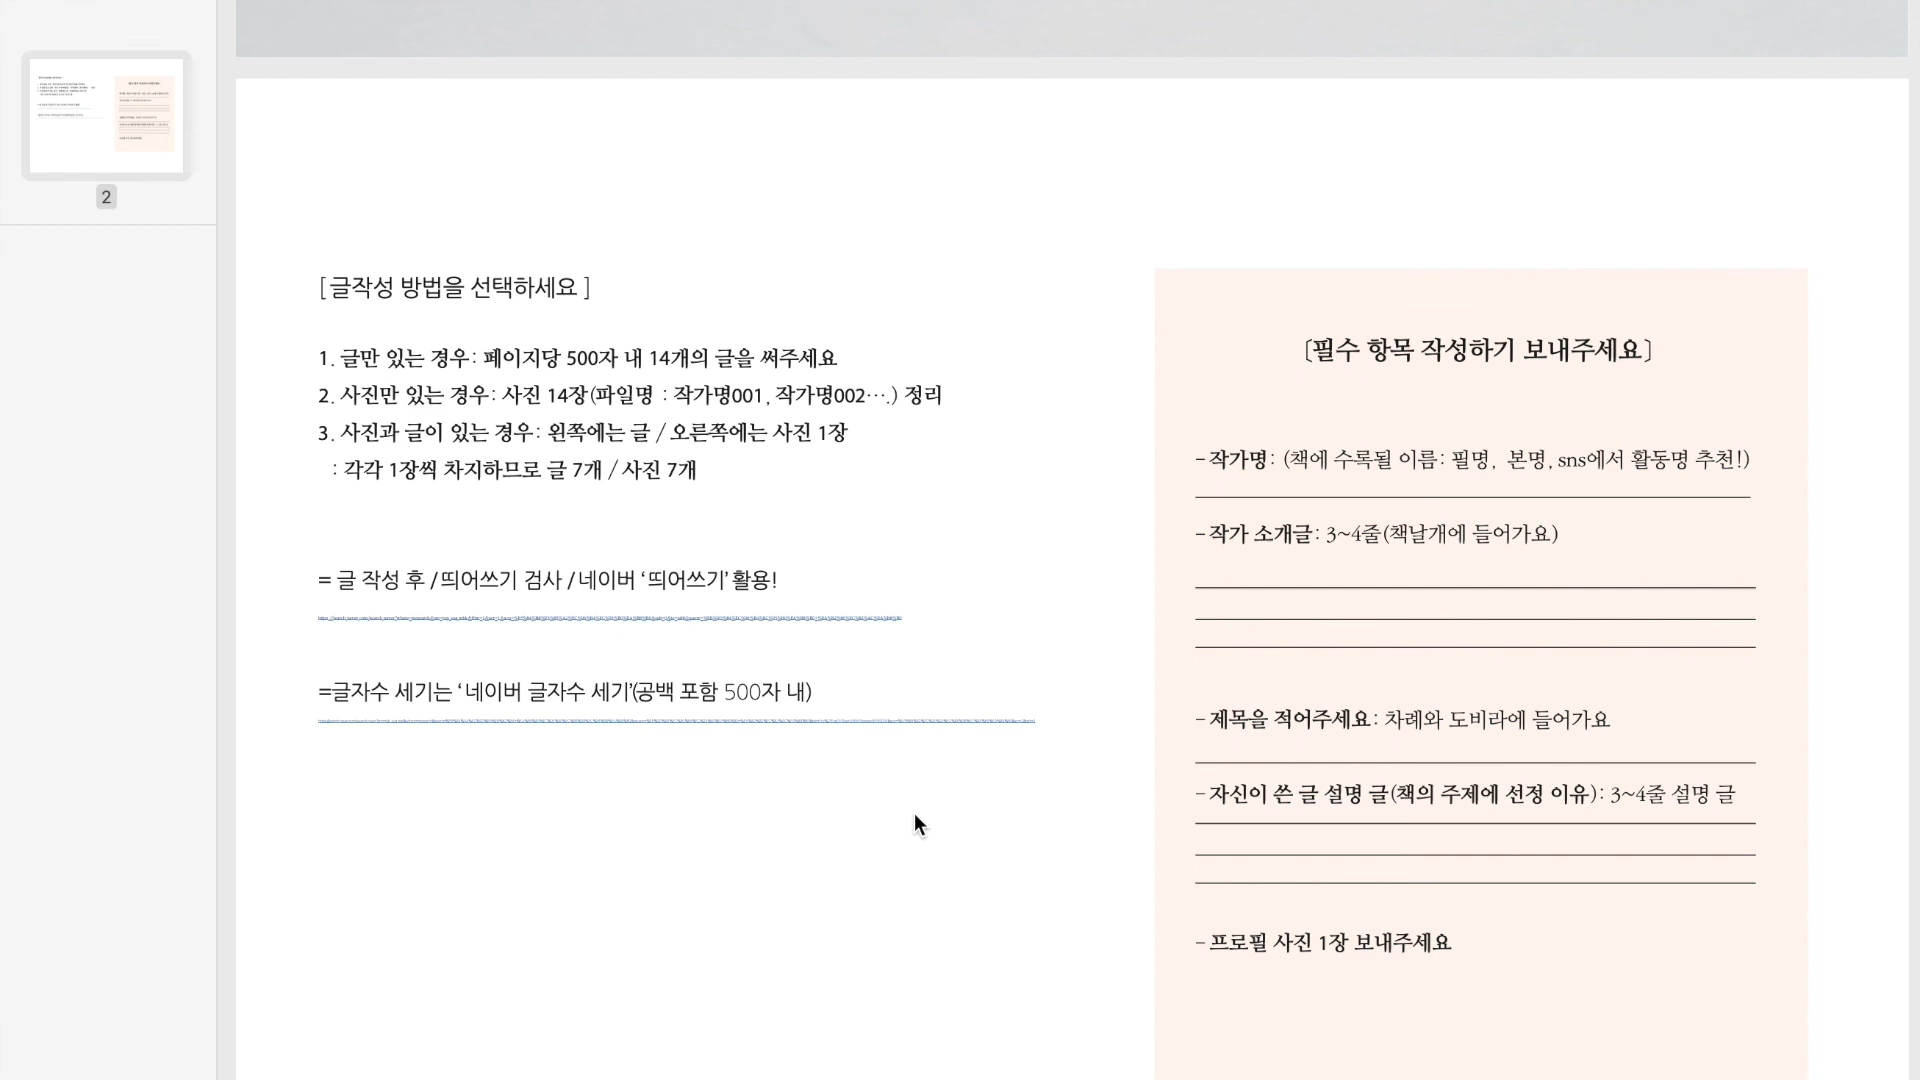 2
[ 글작성 방법을 선택하세요 ]
1. 글만 있는 경우: 페이지당 500자 내 14개의 글을 써주세요
2. 사진만 있는 경우: 사진 14장(파일명 : 작가명001, 작가명002….) 정리
3. 사진과 글이 있는 경우: 왼쪽에는 글 / 오른쪽에는 사진 1장
: 각각 1장씩 차지하므로 글 7개 / 사진 7개
= 글 작성 후 / 띄어쓰기 검사 / 네이버 ‘띄어쓰기’ 활용!
=글자수 세기는 ‘네이버 글자수 세기’(공백 포함 500자 내)
[필수 항목 작성하기 보내주세요]
- 작가명: (책에 수록될 이름: 필명, 본명, sns에서 활동명 추천!)
- 작가 소개글: 3~4줄(책날개에 들어가요)
- 제목을 적어주세요: 차례와 도비라에 들어가요
- 자신이 쓴 글 설명 글(책의 주제에 선정 이유): 3~4줄 설명 글
- 프로필 사진 1장 보내주세요